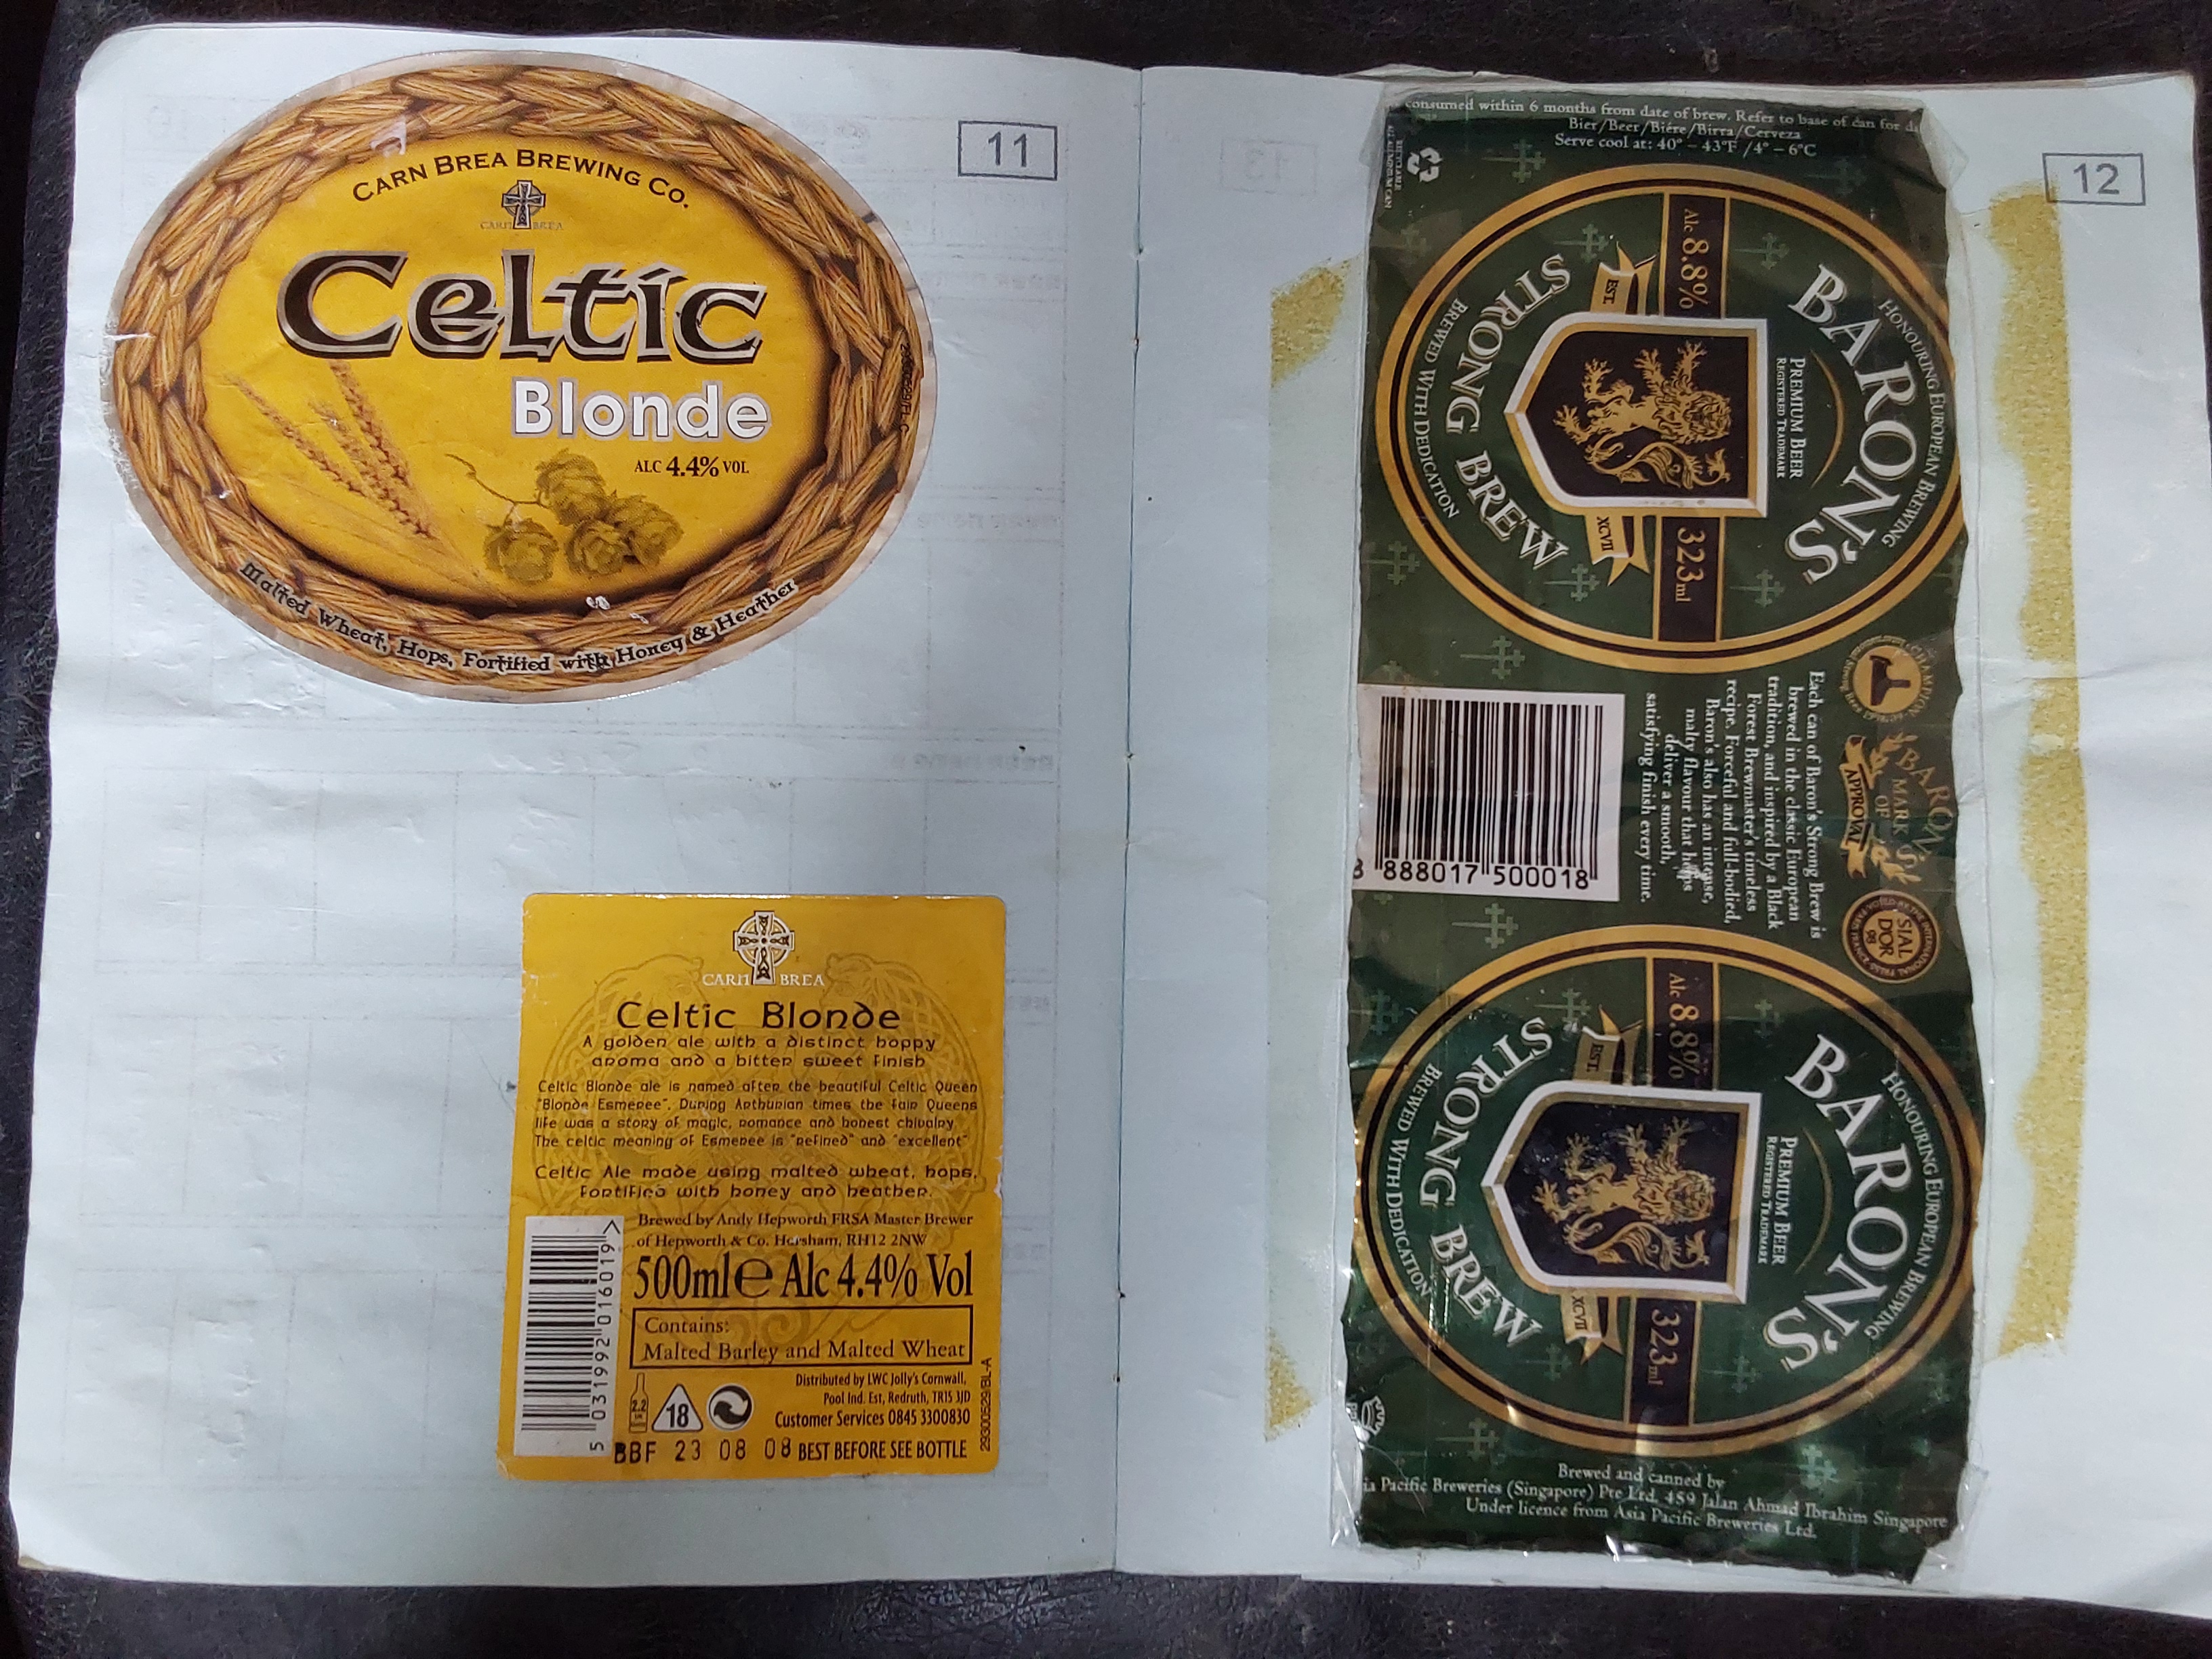 11
CARN BREA BREWING CO.
CARN BREA
Celtic
Blonde
ALC 4.4% VOL
Malted Wheat, Hops, Fortified with Honey & Heather
CARN BREA
Celtic Blonde
A golden ale with a distinct hoppy
aroma and a bitter sweet finish
Celtic Blonde ale is named after the beautiful Celtic Queen
"Blonde Esmeree". During Arthurian times the fair Queens
life was a story of magic, romance and honest chivalry.
The celtic meaning of Esmeree is "refined" and "excellent"
Celtic Ale made using malted wheat, hops,
fortified with honey and heather.
Brewed by Andy Hepworth FRSA Master Brewer
of Hepworth & Co. Horsham, RH12 2NW
500ml e Alc 4.4% Vol
Contains:
Malted Barley and Malted Wheat
Distributed by LWC Jolly's Cornwall,
Pool Ind. Est, Redruth, TR15 3JD
Customer Services 0845 3300830
2.2
18
BBF 23 08 08 BEST BEFORE SEE BOTTLE
29300529/BL-A
5 031992 016019 >
12
consumed within 6 months from date of brew. Refer to base of can for
Bier/Beer/Bière/Birra/Cerveza
Serve cool at: 40° - 43°F /4° - 6°C
RECYCLABLE
ALUMINIUM CAN
HONOURING EUROPEAN BREWING
BARON'S
PREMIUM BEER
REGISTERED TRADEMARK
Alc 8.8% 323ml
EST. XCVII
STRONG BREW
BREWED WITH DEDICATION
CHAMPION
BARON'S
MARK
OF
APPROVAL
SIAL
D'OR
98
Each can of Baron's Strong Brew is
brewed in the classic European
tradition, and inspired by a Black
Forest Brewmaster's timeless
recipe. Forceful and full-bodied,
Baron's also has an intense,
malty flavour that helps
deliver a smooth,
satisfying finish every time.
8 888017 500018
HONOURING EUROPEAN BREWING
BARON'S
PREMIUM BEER
REGISTERED TRADEMARK
Alc 8.8% 323ml
EST. XCVII
STRONG BREW
BREWED WITH DEDICATION
Brewed and canned by
ia Pacific Breweries (Singapore) Pte Ltd. 459 Jalan Ahmad Ibrahim Singapore
Under licence from Asia Pacific Breweries Ltd.